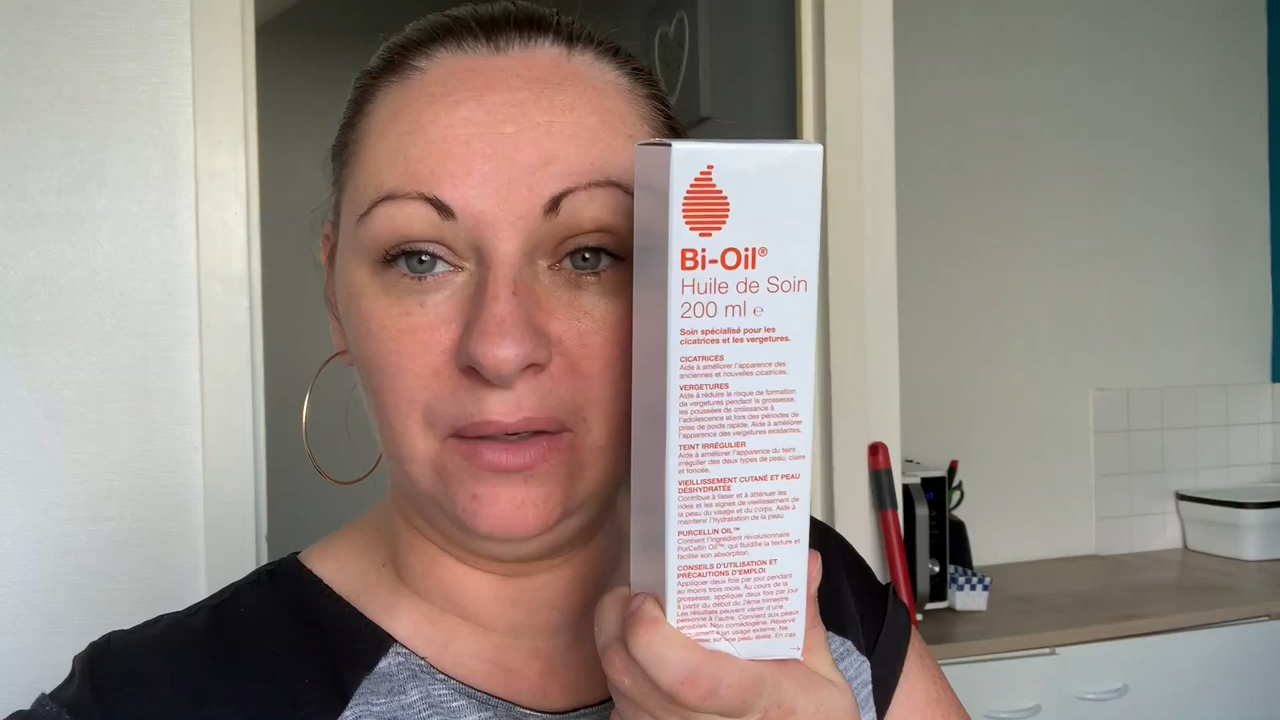 Bi-Oil®
Huile de Soin
200 ml ℮
Soin spécialisé pour les
cicatrices et les vergetures.
CICATRICES
Aide à améliorer l'apparence des
anciennes et nouvelles cicatrices.
VERGETURES
Aide à réduire le risque de formation
de vergetures pendant la grossesse,
les poussées de croissance à
l'adolescence et lors des périodes de
prise de poids rapide. Aide à améliorer
l'apparence des vergetures existantes.
TEINT IRRÉGULIER
Aide à améliorer l'apparence du teint
irrégulier des deux types de peau, claire
et foncée.
VIEILLISSEMENT CUTANÉ ET PEAU
DÉSHYDRATÉE
Contribue à lisser et à atténuer les
rides et les signes de vieillissement de
la peau du visage et du corps. Aide à
maintenir l'hydratation de la peau.
PURCELLIN OIL™
Contient l'ingrédient révolutionnaire
PurCellin Oil™ qui fluidifie la texture et
facilite son absorption.
CONSEILS D'UTILISATION ET
PRÉCAUTIONS D'EMPLOI
Appliquer deux fois par jour pendant
au moins trois mois. Au cours de la
grossesse, appliquer deux fois par jour
à partir du début du 2ème trimestre.
Les résultats peuvent varier d'une
personne à l'autre. Convient aux peaux
sensibles. Non comédogène. Réservé
un usage externe. Ne
sur une peau lésée. En cas
→